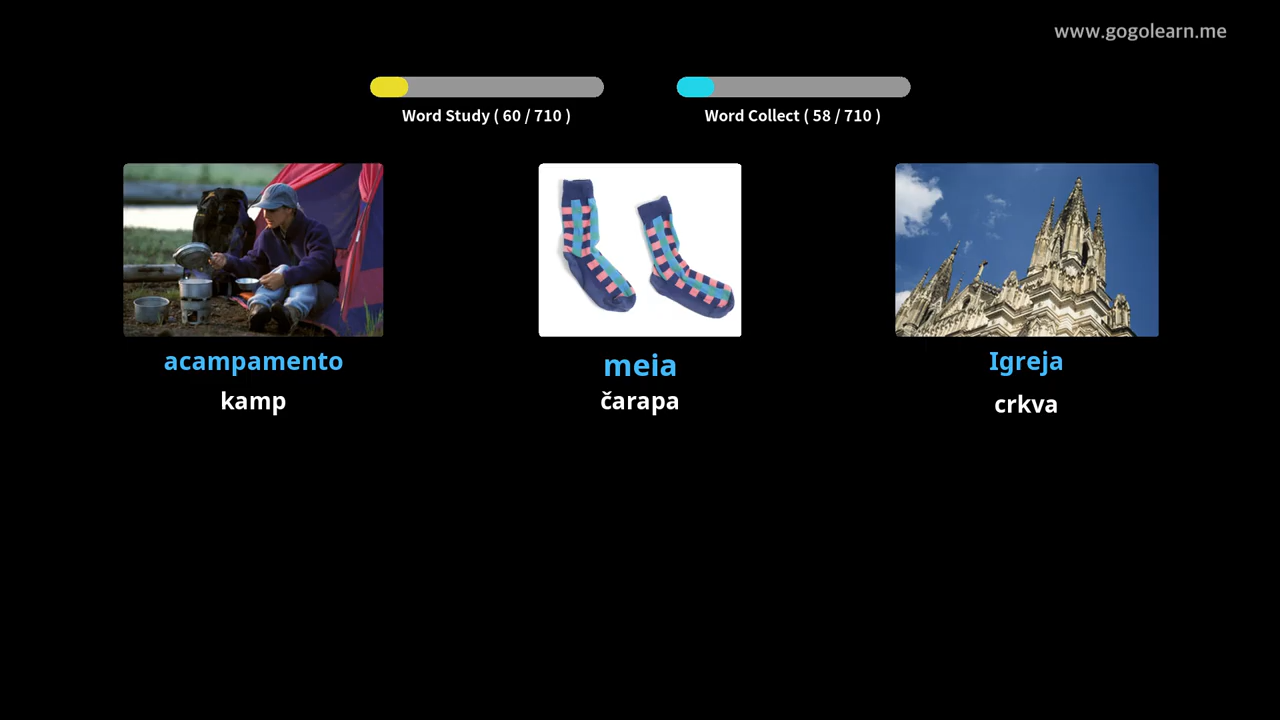 www.gogolearn.me
Word Study ( 60 / 710 )
Word Collect ( 58 / 710 )
acampamento
kamp
meia
čarapa
Igreja
crkva